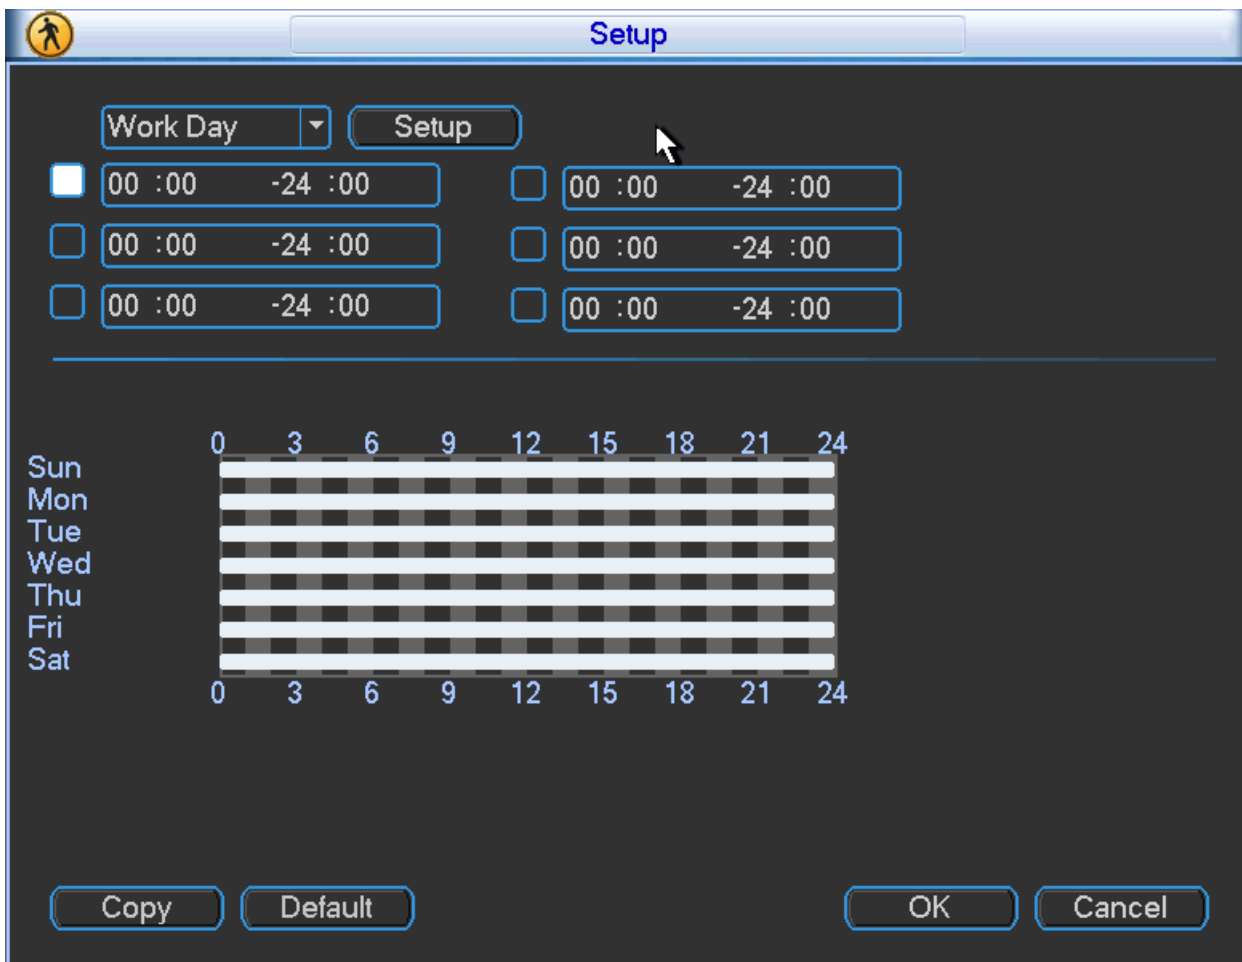 Setup
Work Day Setup
00 :00 -24 :00 00 :00 -24 :00
00 :00 -24 :00 00 :00 -24 :00
00 :00 -24 :00 00 :00 -24 :00
0 3 6 9 12 15 18 21 24
Sun
Mon
Tue
Wed
Thu
Fri
Sat
0 3 6 9 12 15 18 21 24
Copy Default OK Cancel